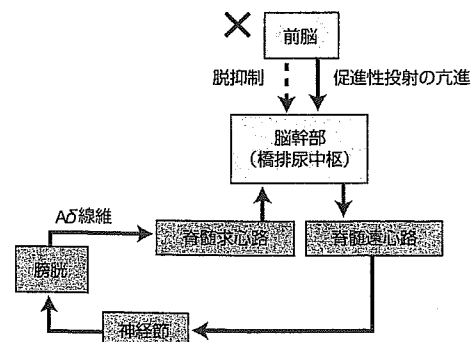 ×
前脳
脱抑制
促進性投射の亢進
脳幹部
(橋排尿中枢)
Aδ線維
脊髄求心路
脊髄遠心路
膀胱
神経節